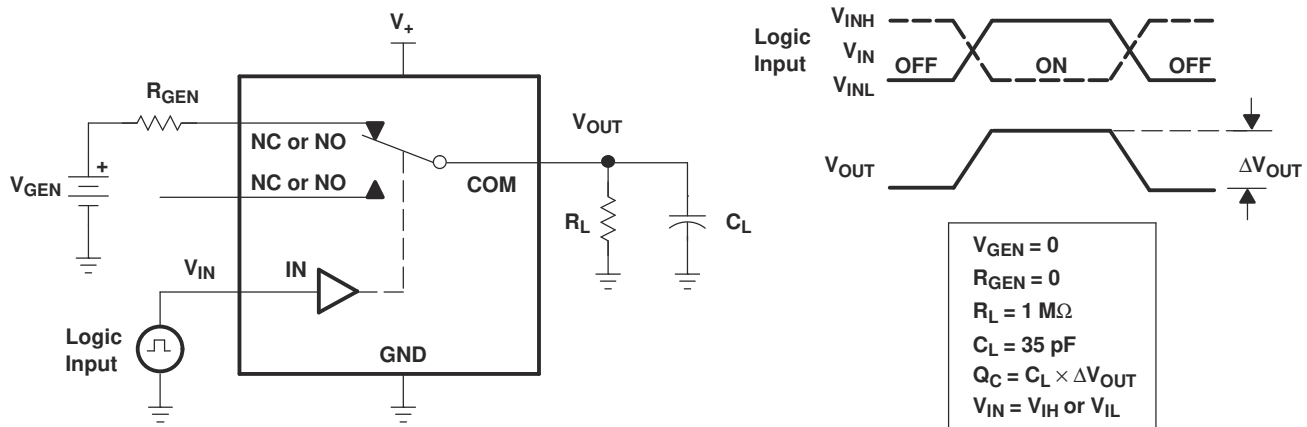 V+
RGEN
NC or NO
VOUT
VGEN
+
NC or NO
COM
RL
CL
VIN
IN
Logic
Input
GND
Logic
Input
VINH
VIN
VINL
OFF
ON
OFF
VOUT
ΔVOUT
VGEN = 0
RGEN = 0
RL = 1 MΩ
CL = 35 pF
QC = CL × ΔVOUT
VIN = VIH or VIL